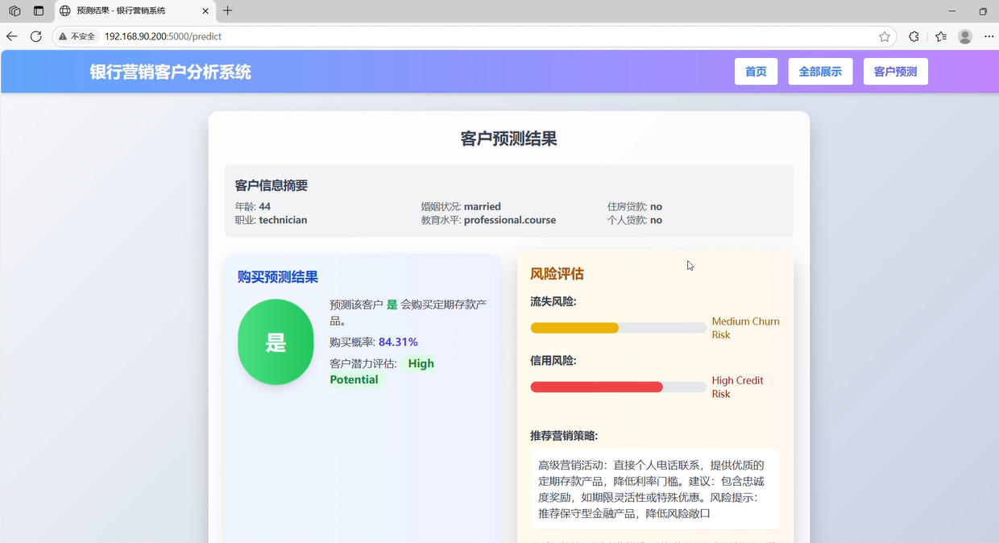 预测结果 - 银行营销系统
不安全 192.168.90.200:5000/predict
银行营销客户分析系统
首页 全部展示 客户预测
客户预测结果
客户信息摘要
年龄: 44 婚姻状况: married 住房贷款: no
职业: technician 教育水平: professional.course 个人贷款: no
购买预测结果
是
预测该客户 是 会购买定期存款产
品。
购买概率: 84.31%
客户潜力评估: High
Potential
风险评估
流失风险:
Medium Churn
Risk
信用风险:
High Credit
Risk
推荐营销策略:
高级营销活动：直接个人电话联系，提供优质的
定期存款产品，降低利率门槛。建议：包含忠诚
度奖励，如期限灵活性或特殊优惠。风险提示：
推荐保守型金融产品，降低风险敞口